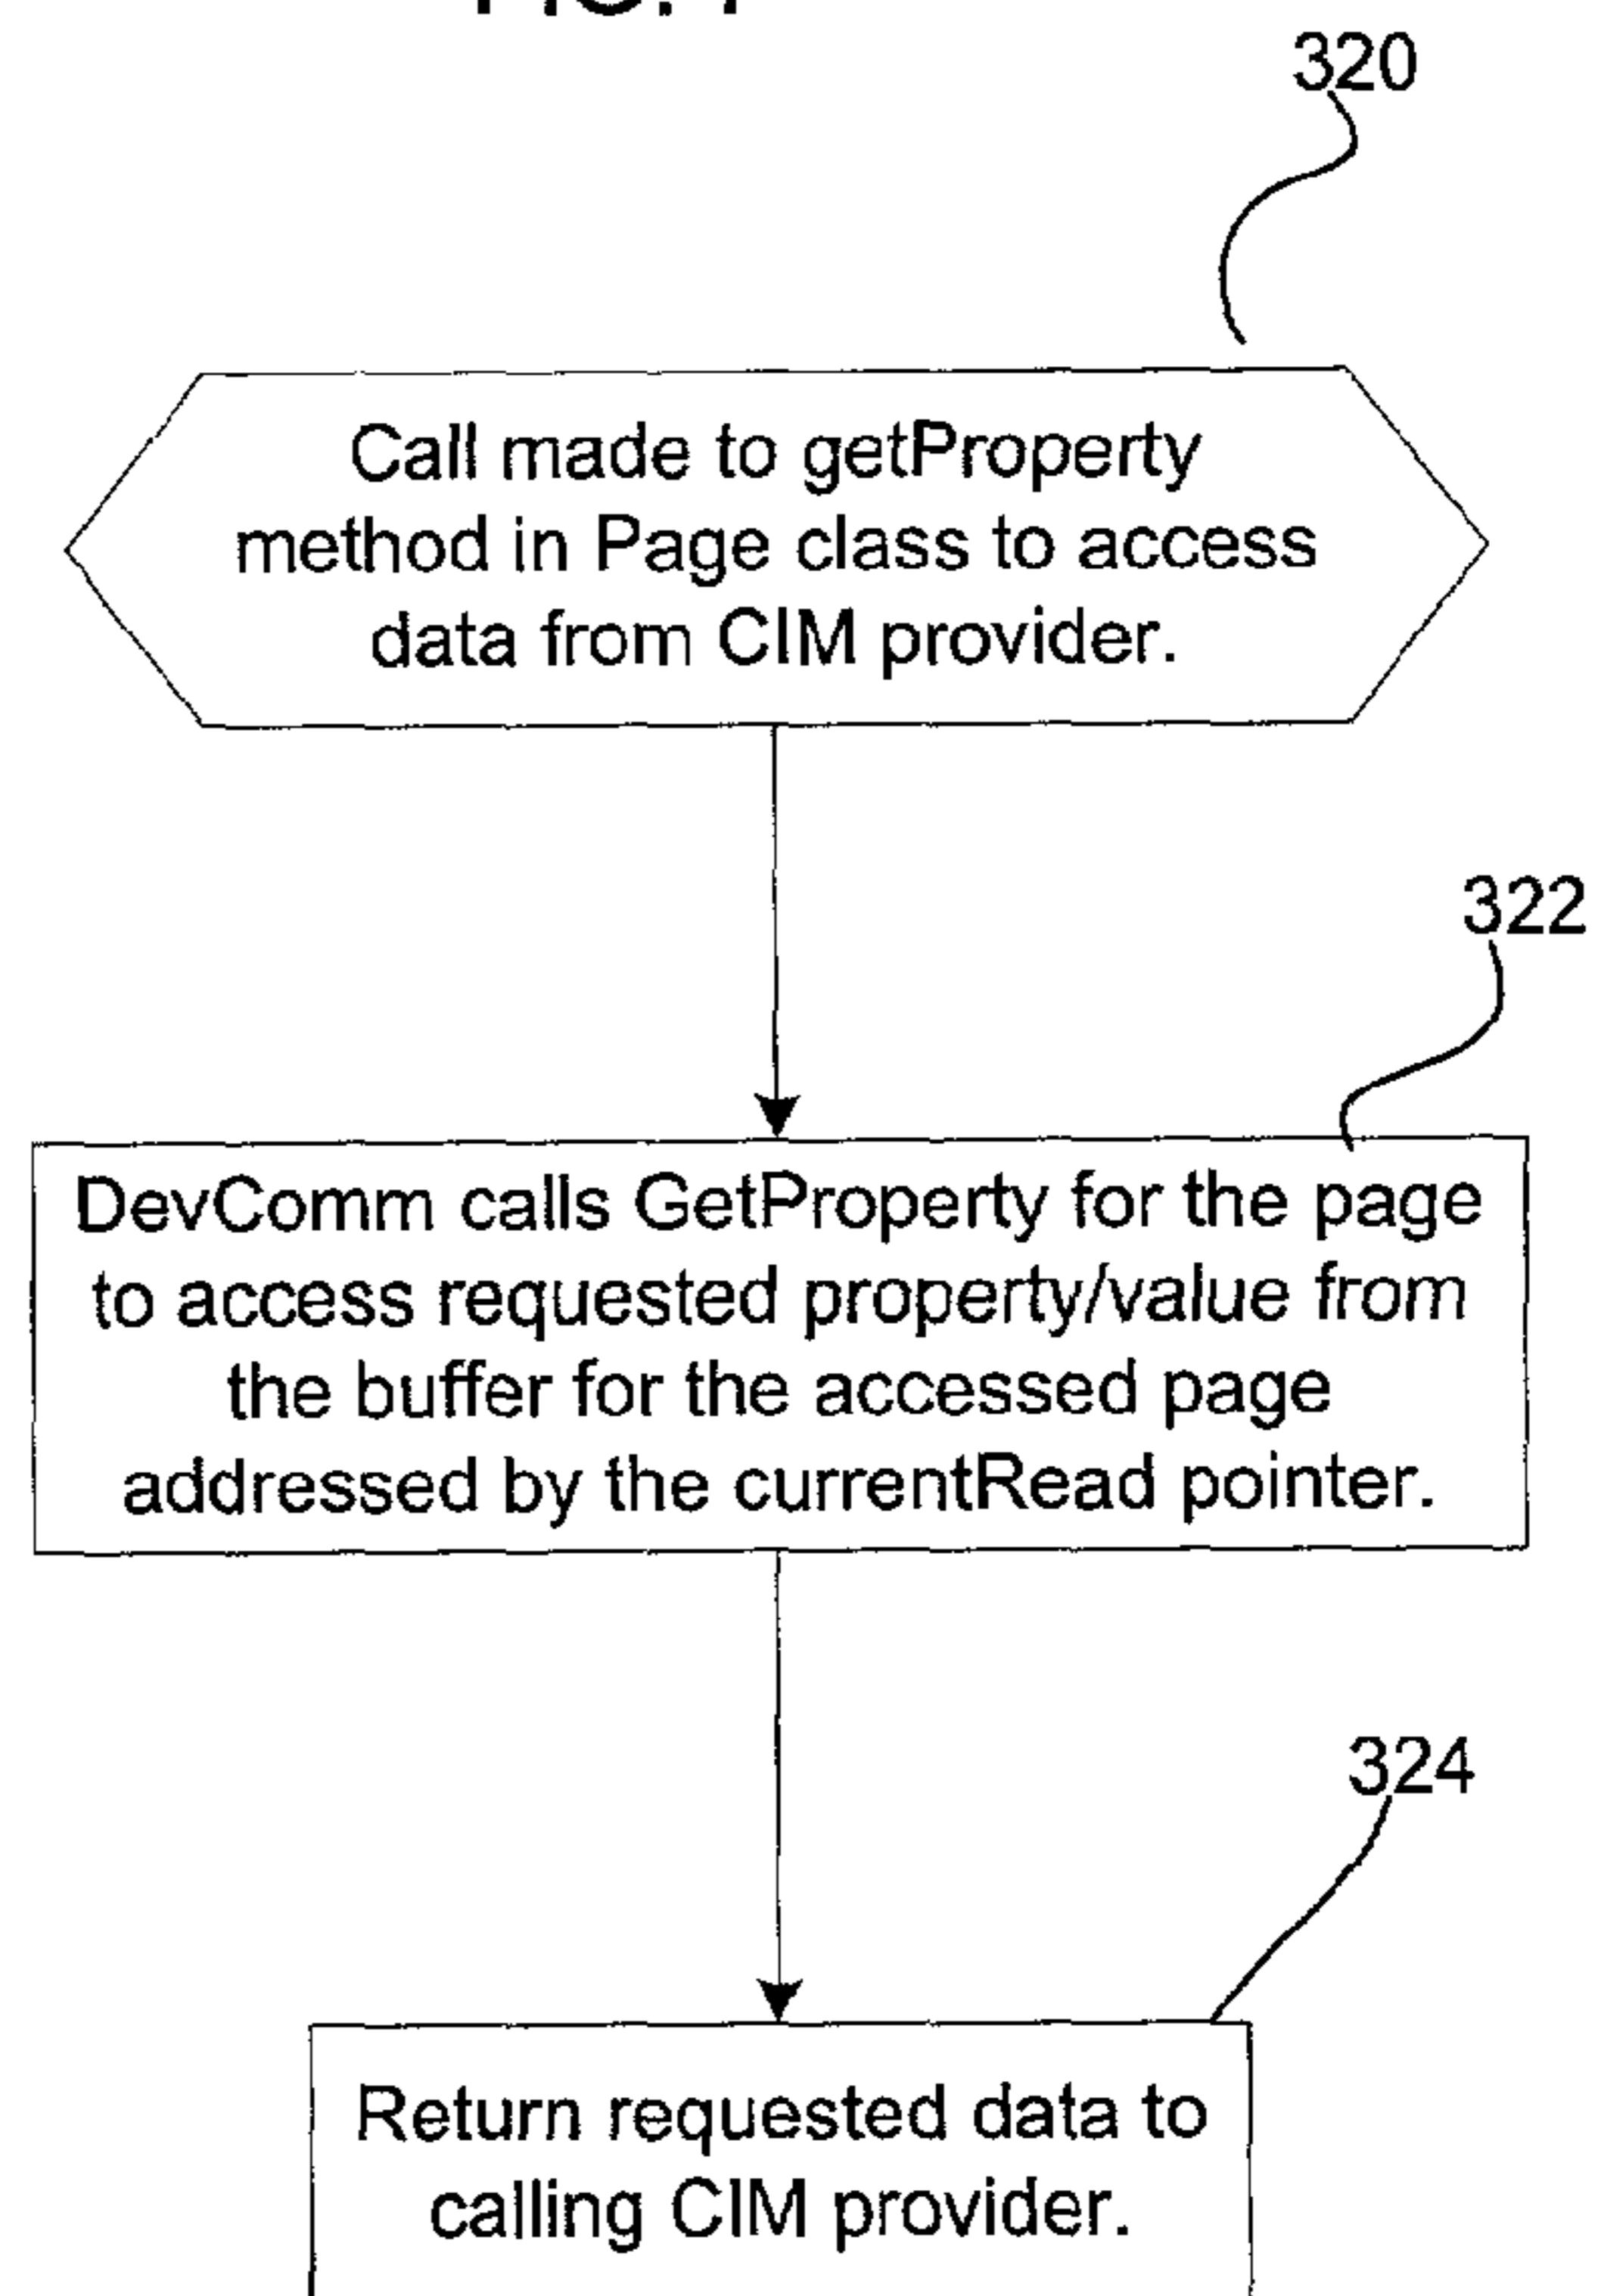 320
Call made to getProperty
method in Page class to access
data from CIM provider.
322
DevComm calls GetProperty for the page
to access requested property/value from
the buffer for the accessed page
addressed by the currentRead pointer.
324
Return requested data to
calling CIM provider.